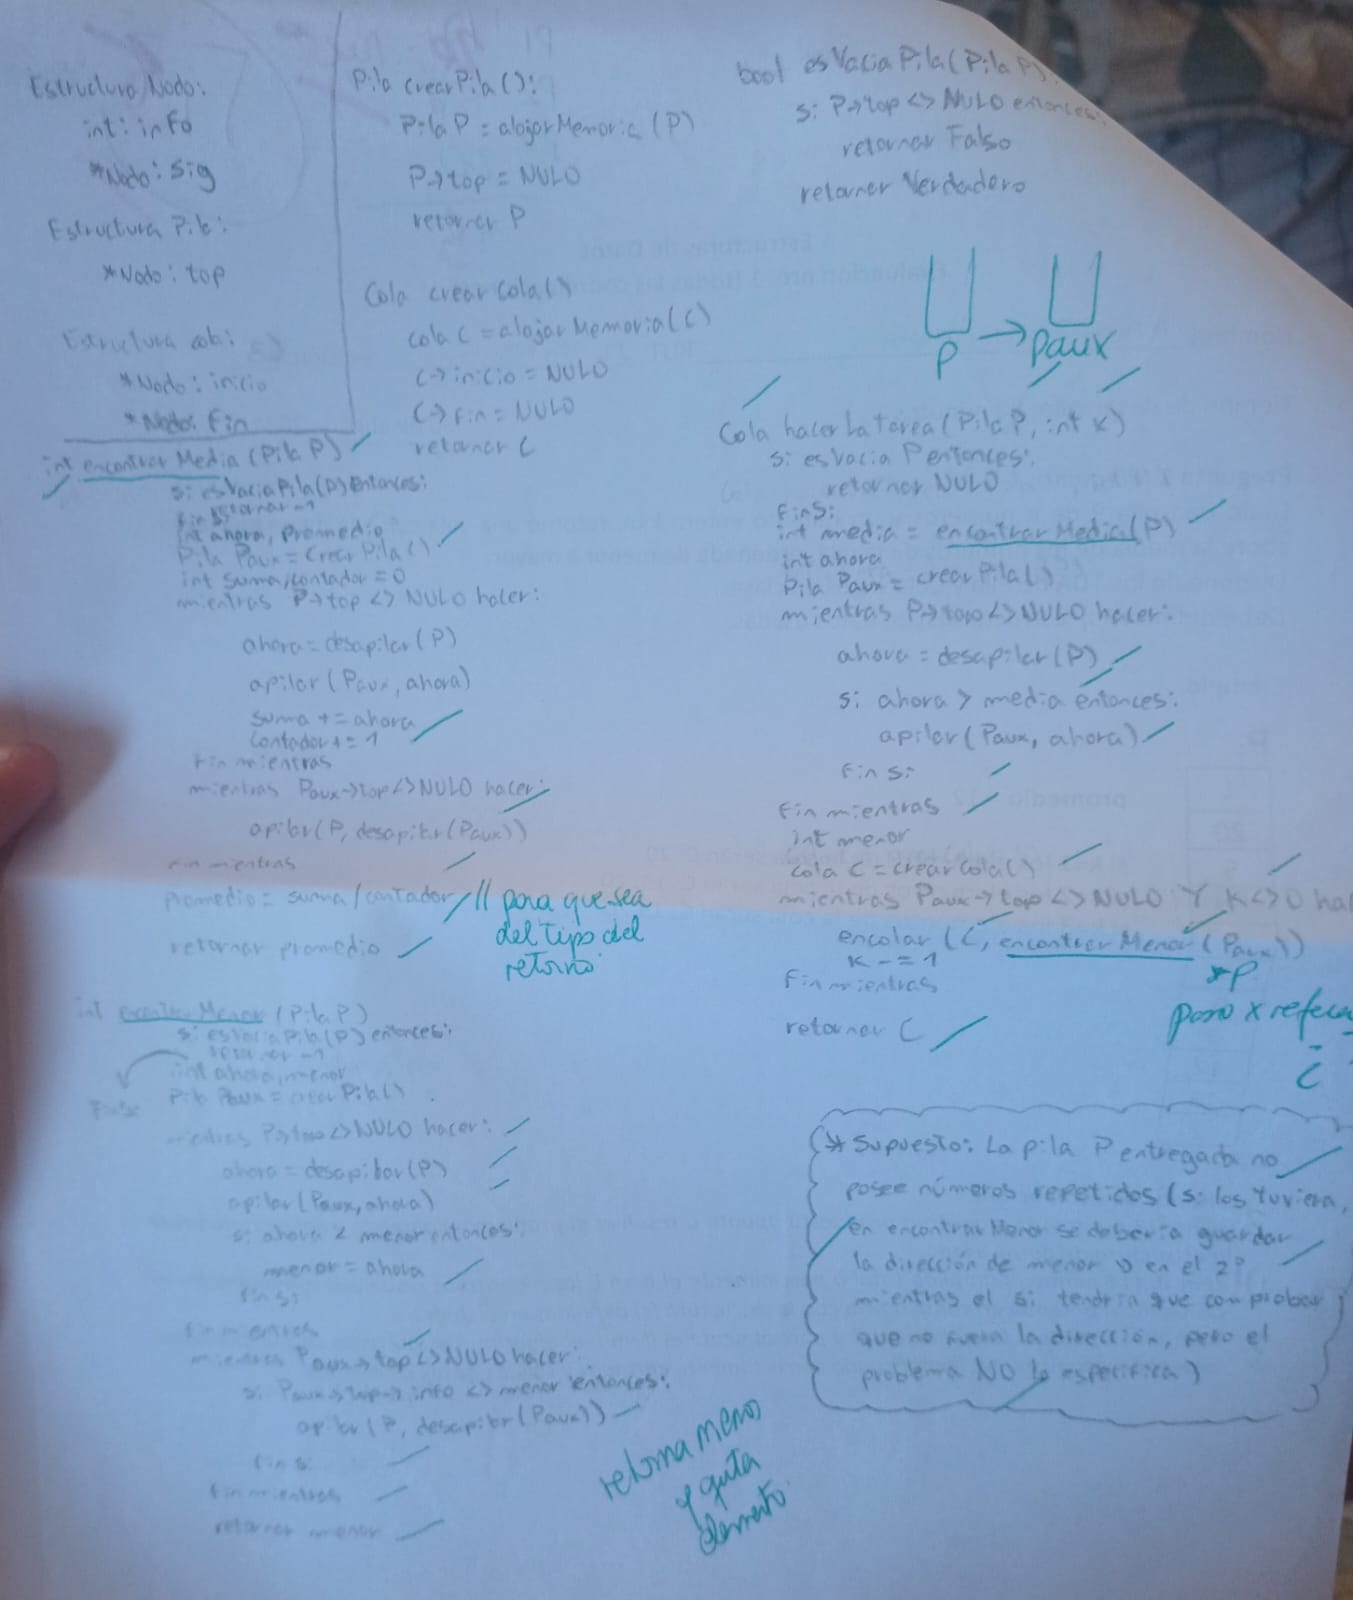 Estructura Nodo:
int: info
*Nodo: sig
Estructura Pila:
*Nodo: top
Estructura cola:
*Nodo: inicio
*Nodo: fin
Pila crearPila():
Pila P = alojarMemoria (P)
P→top = NULO
retornar P
Cola crearCola()
cola C = alojarMemoria(C)
C→inicio = NULO
C→fin = NULO
retornar C
bool esVaciaPila(Pila P):
si P→top <> NULO entonces:
retornar Falso
retornar Verdadero
P → Paux
int encontrarMedia (Pila P)
si esVaciaPila(P) entonces:
retornar -1
fin si
int ahora, promedio
Pila Paux = CrearPila()
int suma, contador = 0
mientras P→top <> NULO hacer:
ahora = desapilar (P)
apilar (Paux, ahora)
suma += ahora
contador += 1
Fin mientras
mientras Paux→top <> NULO hacer:
apilar(P, desapilar(Paux))
Fin mientras
promedio = suma/contador // para que sea
del tipo del
retorno
retornar promedio
int encontrarMenor (Pila P)
si esVaciaPila(P) entonces:
retornar -1
int ahora, menor
Pila Paux = crearPila()
mientras P→top <> NULO hacer:
ahora = desapilar(P)
apilar (Paux, ahora)
si ahora < menor entonces:
menor = ahora
fin si
fin mientras
mientras Paux→top <> NULO hacer:
si Paux→top→info <> menor entonces:
apilar (P, desapilar (Paux))
fin si
fin mientras
retornar menor
retorna menor
y quita
elemento
Cola hacerLaTarea (Pila P, int k)
si esVacia P entonces:
retornar NULO
Fin si
int media = encontrarMedia(P)
int ahora
Pila Paux = crearPila()
mientras P→top <> NULO hacer:
ahora = desapilar(P)
si ahora > media entonces:
apilar (Paux, ahora)
fin si
Fin mientras
int menor
cola C = crearCola()
mientras Paux→top <> NULO Y K <> 0 ha
encolar (C, encontrarMenor (Paux))
K -= 1
Fin mientras
*P
paso x refere
retornar C
¿
* Supuesto: La pila P entregada no
posee números repetidos (si los tuviera,
en encontrarMenor se debería guardar
la dirección de menor y en el 2º
mientras el si tendría que comprobar
que no fuera la dirección, pero el
problema NO lo especifica)